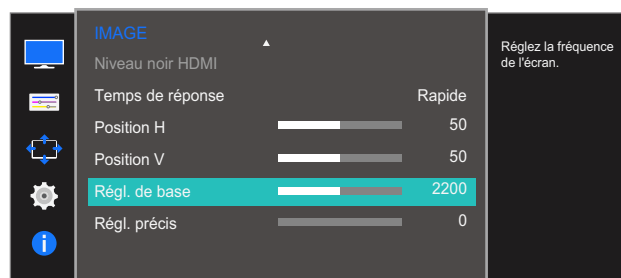 IMAGE
Niveau noir HDMI
Temps de réponse Rapide
Position H 50
Position V 50
Régl. de base 2200
Régl. précis 0
Réglez la fréquence
de l'écran.